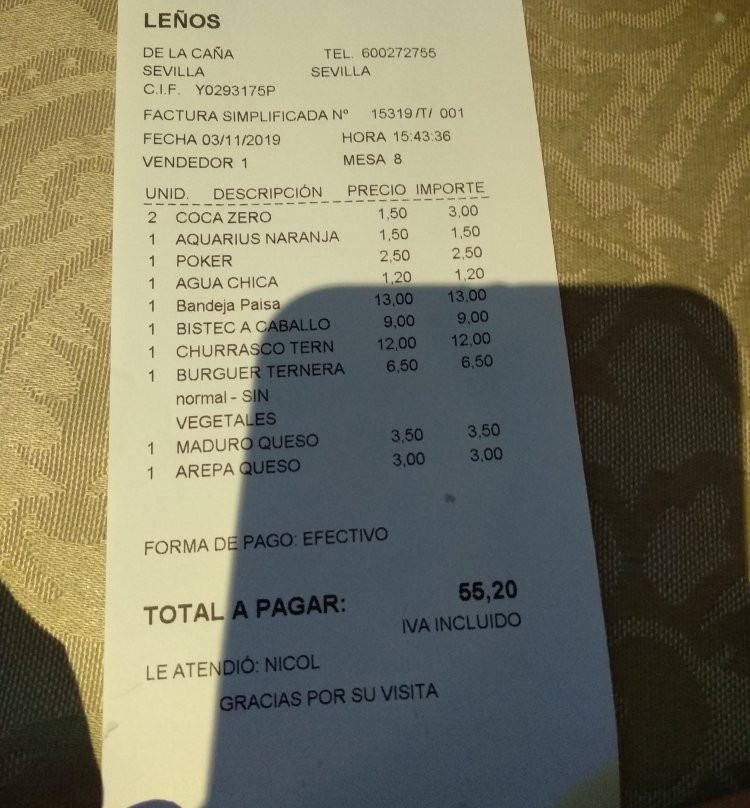 LEÑOS
DE LA CAÑA TEL. 600272755
SEVILLA SEVILLA
C.I.F. Y0293175P
FACTURA SIMPLIFICADA Nº 15319/T/ 001
FECHA 03/11/2019 HORA 15:43:36
VENDEDOR 1 MESA 8
UNID. DESCRIPCIÓN PRECIO IMPORTE
2 COCA ZERO 1,50 3,00
1 AQUARIUS NARANJA 1,50 1,50
1 POKER 2,50 2,50
1 AGUA CHICA 1,20 1,20
1 Bandeja Paisa 13,00 13,00
1 BISTEC A CABALLO 9,00 9,00
1 CHURRASCO TERN 12,00 12,00
1 BURGUER TERNERA 6,50 6,50
normal - SIN
VEGETALES
1 MADURO QUESO 3,50 3,50
1 AREPA QUESO 3,00 3,00
FORMA DE PAGO: EFECTIVO
TOTAL A PAGAR: 55,20
IVA INCLUIDO
LE ATENDIÓ: NICOL
GRACIAS POR SU VISITA